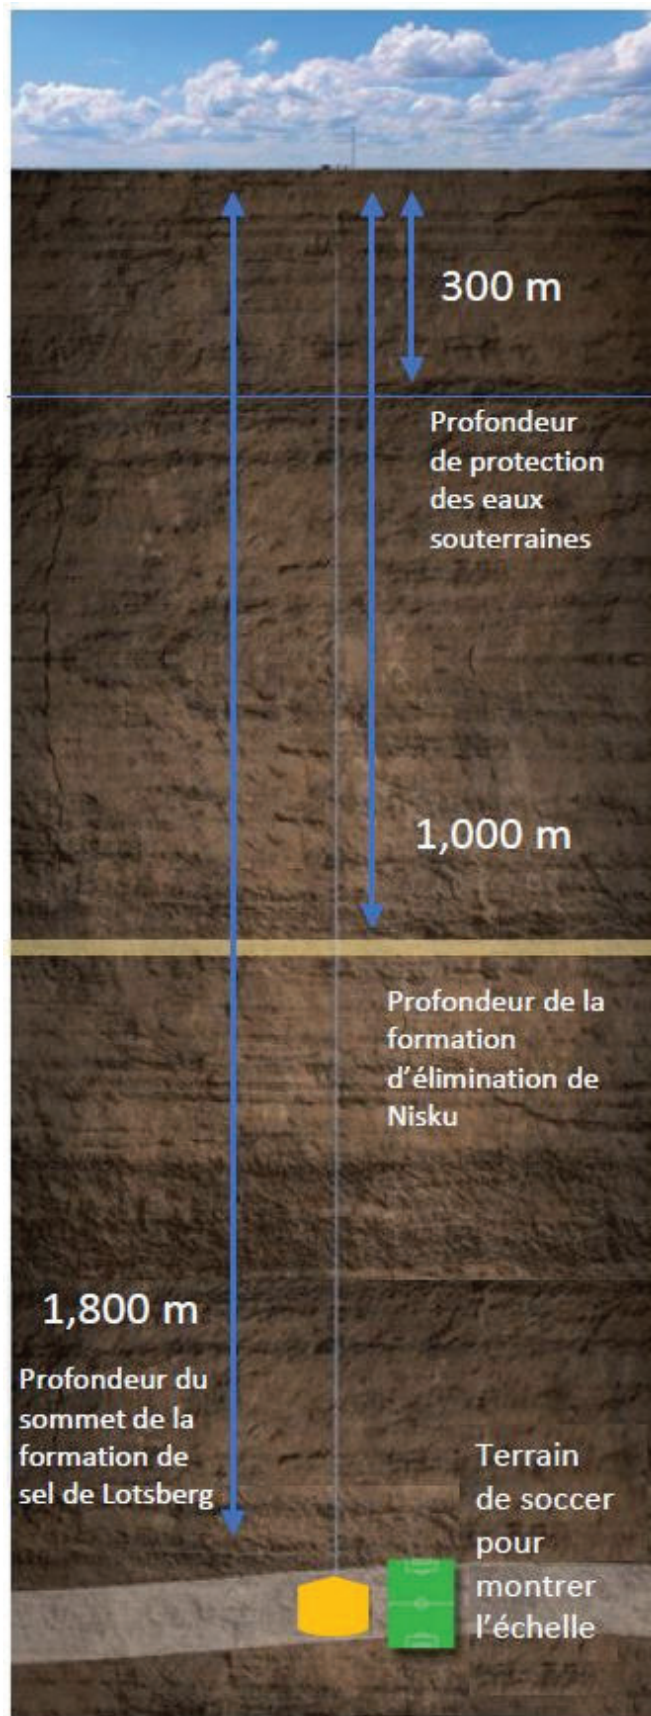 300 m
Profondeur
de protection
des eaux
souterraines
1,000 m
Profondeur de la
formation
d’élimination de
Nisku
1,800 m
Profondeur du
sommet de la
formation de
sel de Lotsberg
Terrain
de soccer
pour
montrer
l’échelle